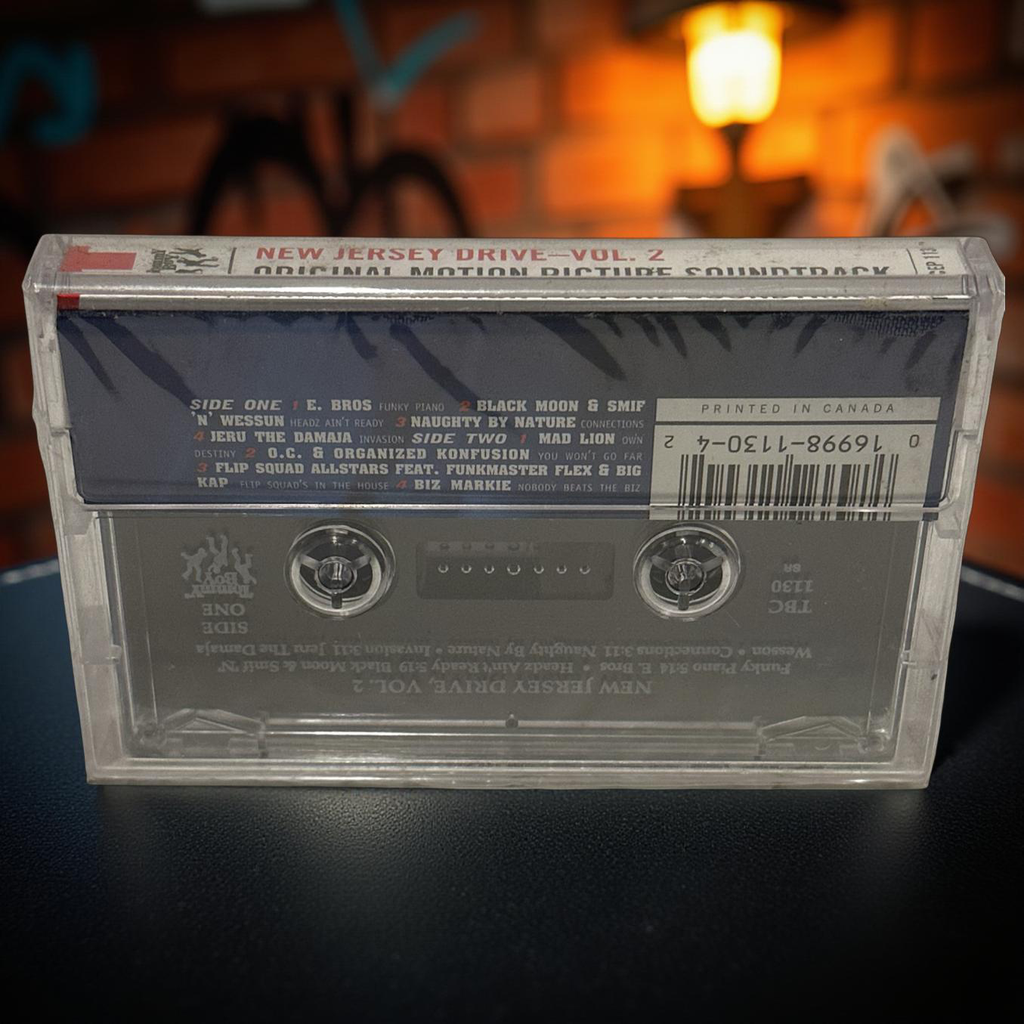 NEW JERSEY DRIVE—VOL. 2
ORIGINAL MOTION PICTURE SOUNDTRACK
SIDE ONE 1 E. BROS FUNKY PIANO 2 BLACK MOON & SMIF
'N' WESSUN HEADZ AIN'T READY 3 NAUGHTY BY NATURE CONNECTIONS
4 JERU THE DAMAJA INVASION SIDE TWO 1 MAD LION OWN
DESTINY 2 O.C. & ORGANIZED KONFUSION YOU WON'T GO FAR
3 FLIP SQUAD ALLSTARS FEAT. FUNKMASTER FLEX & BIG
KAP FLIP SQUAD'S IN THE HOUSE 4 BIZ MARKIE NOBODY BEATS THE BIZ
PRINTED IN CANADA
0 16998-1130-4 2
NEW JERSEY DRIVE, VOL. 2
Funky Piano 5:14 E. Bros • Headz Ain't Ready 5:19 Black Moon & Smif 'N'
Wesson • Connections 3:11 Naughty By Nature • Invasion 3:11 Jeru The Damaja
SIDE
ONE
Tommy
Boy
TBC
1130
SR